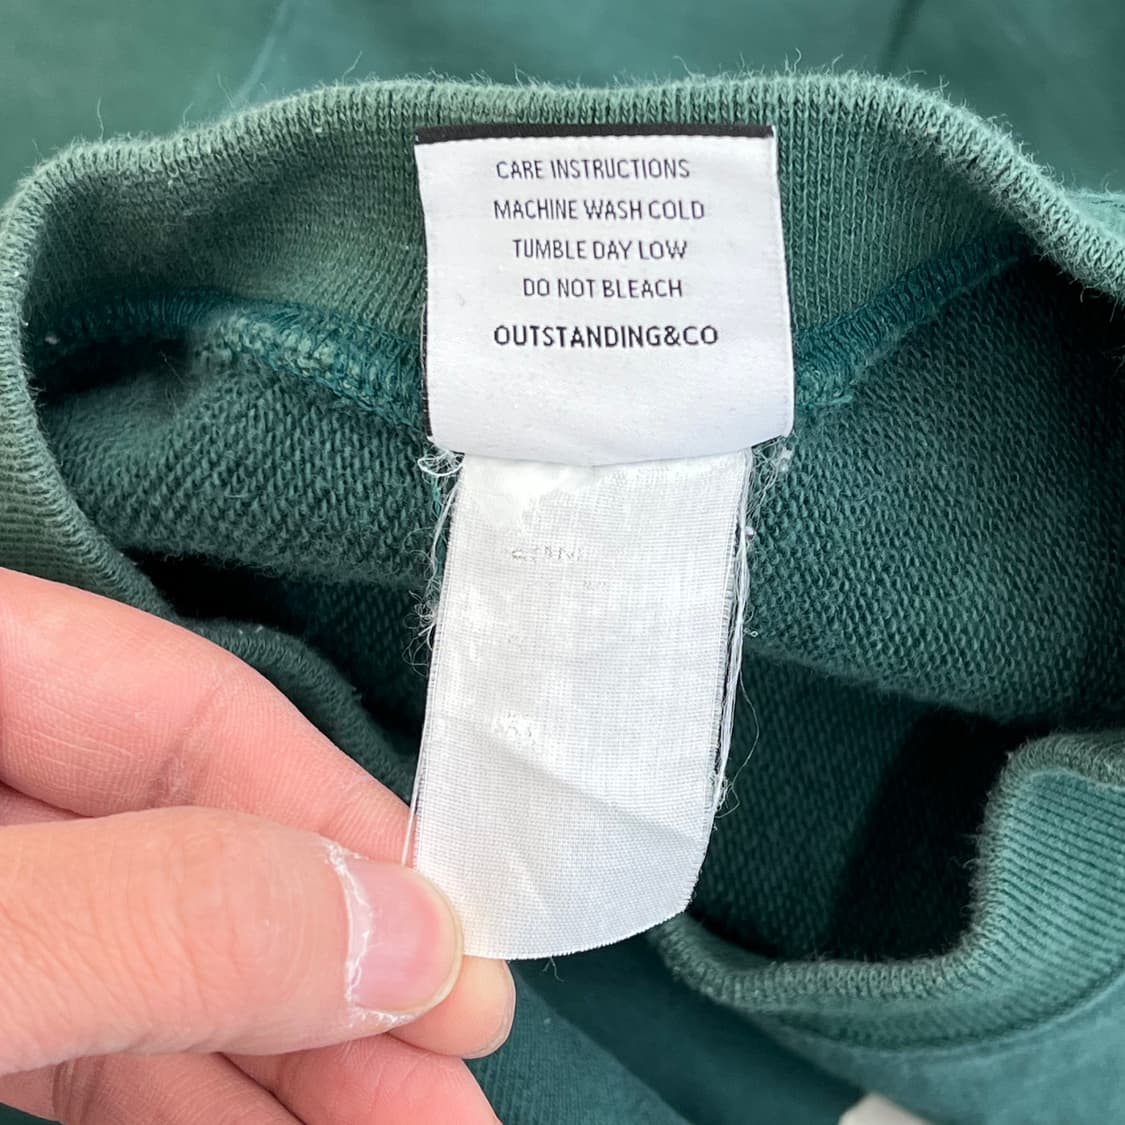 CARE INSTRUCTIONS
MACHINE WASH COLD
TUMBLE DAY LOW
DO NOT BLEACH
OUTSTANDING&CO